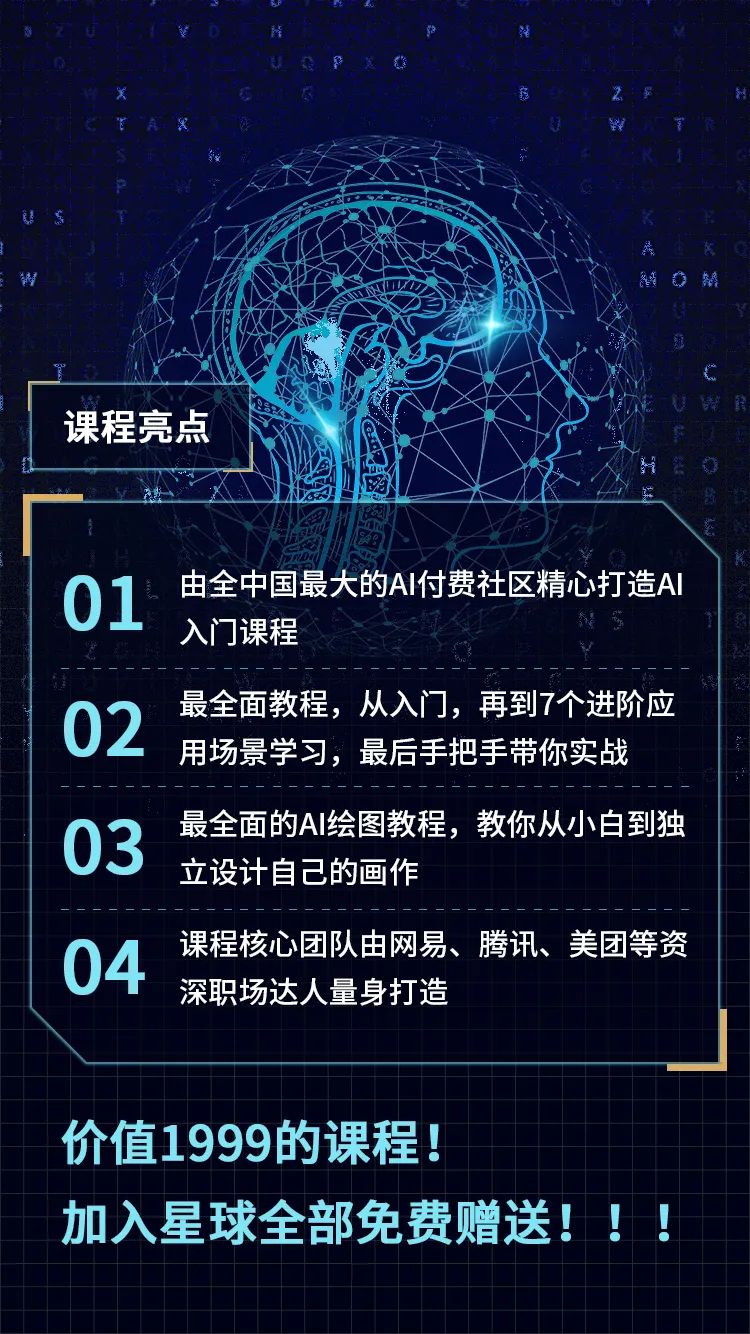 课程亮点
01
由全中国最大的AI付费社区精心打造AI
入门课程
02
最全面教程，从入门，再到7个进阶应
用场景学习，最后手把手带你实战
03
最全面的AI绘图教程，教你从小白到独
立设计自己的画作
04
课程核心团队由网易、腾讯、美团等资
深职场达人量身打造
价值1999的课程！
加入星球全部免费赠送！！！